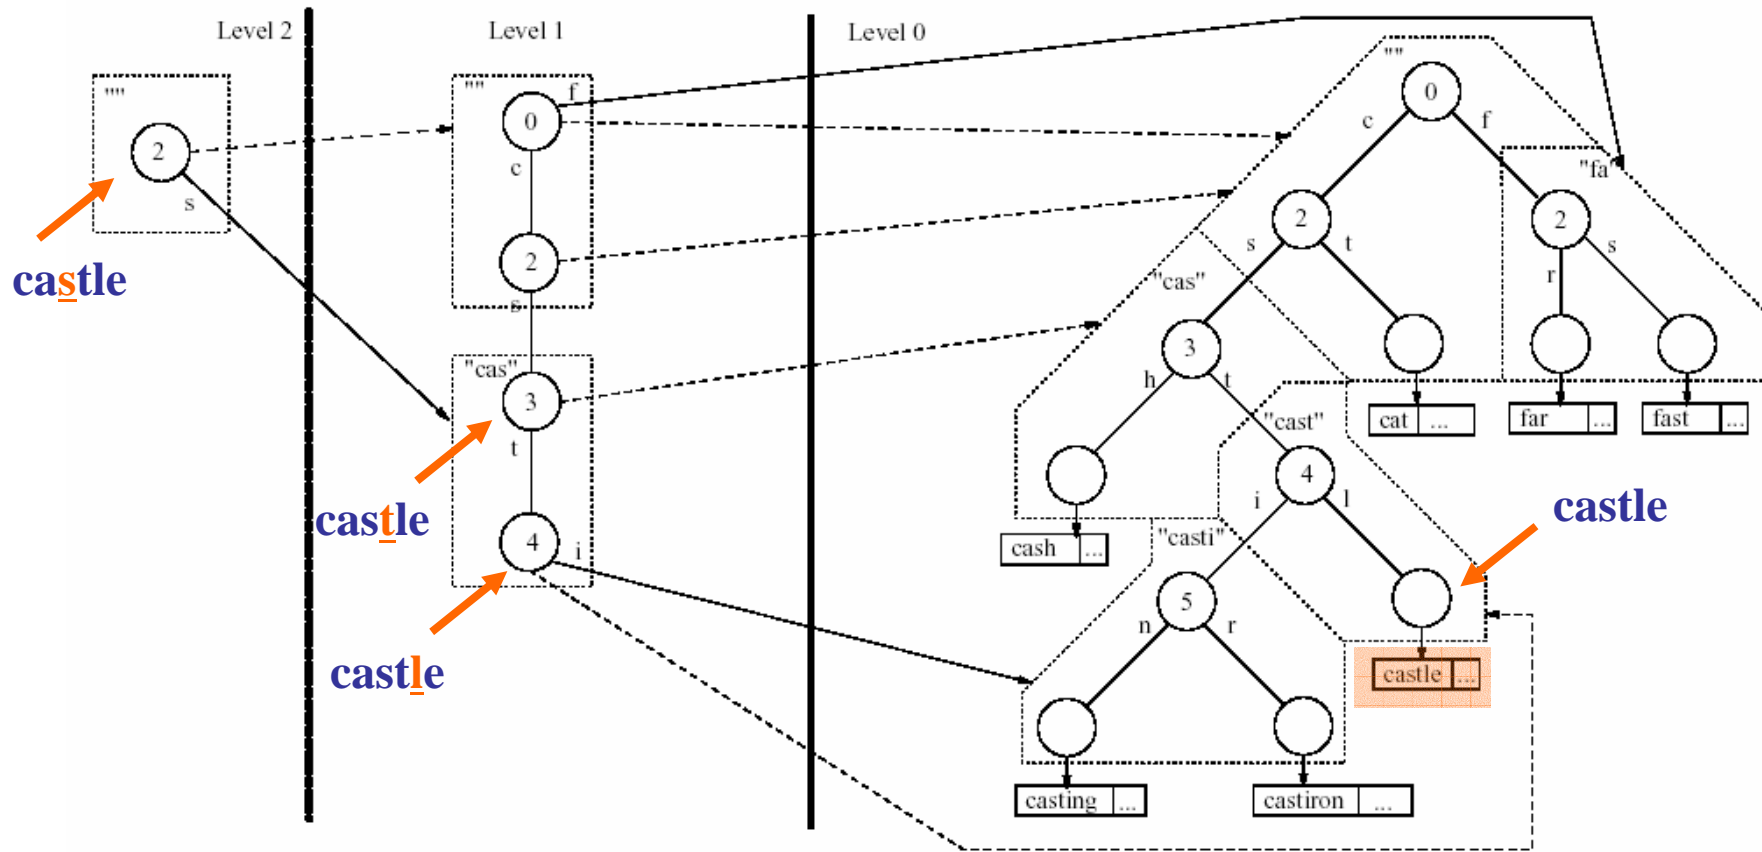 Level 2
Level 1
Level 0
""
2
s
castle
""
f
0
c
2
s
"cas"
3
t
4
i
castle
castle
""
0
c
f
"fa"
2
s
t
2
r
s
"cas"
3
h
t
cat ...
far ...
fast ...
"cast"
4
i
l
castle
cash ...
"casti"
5
n
r
castle ...
casting ...
castiron ...